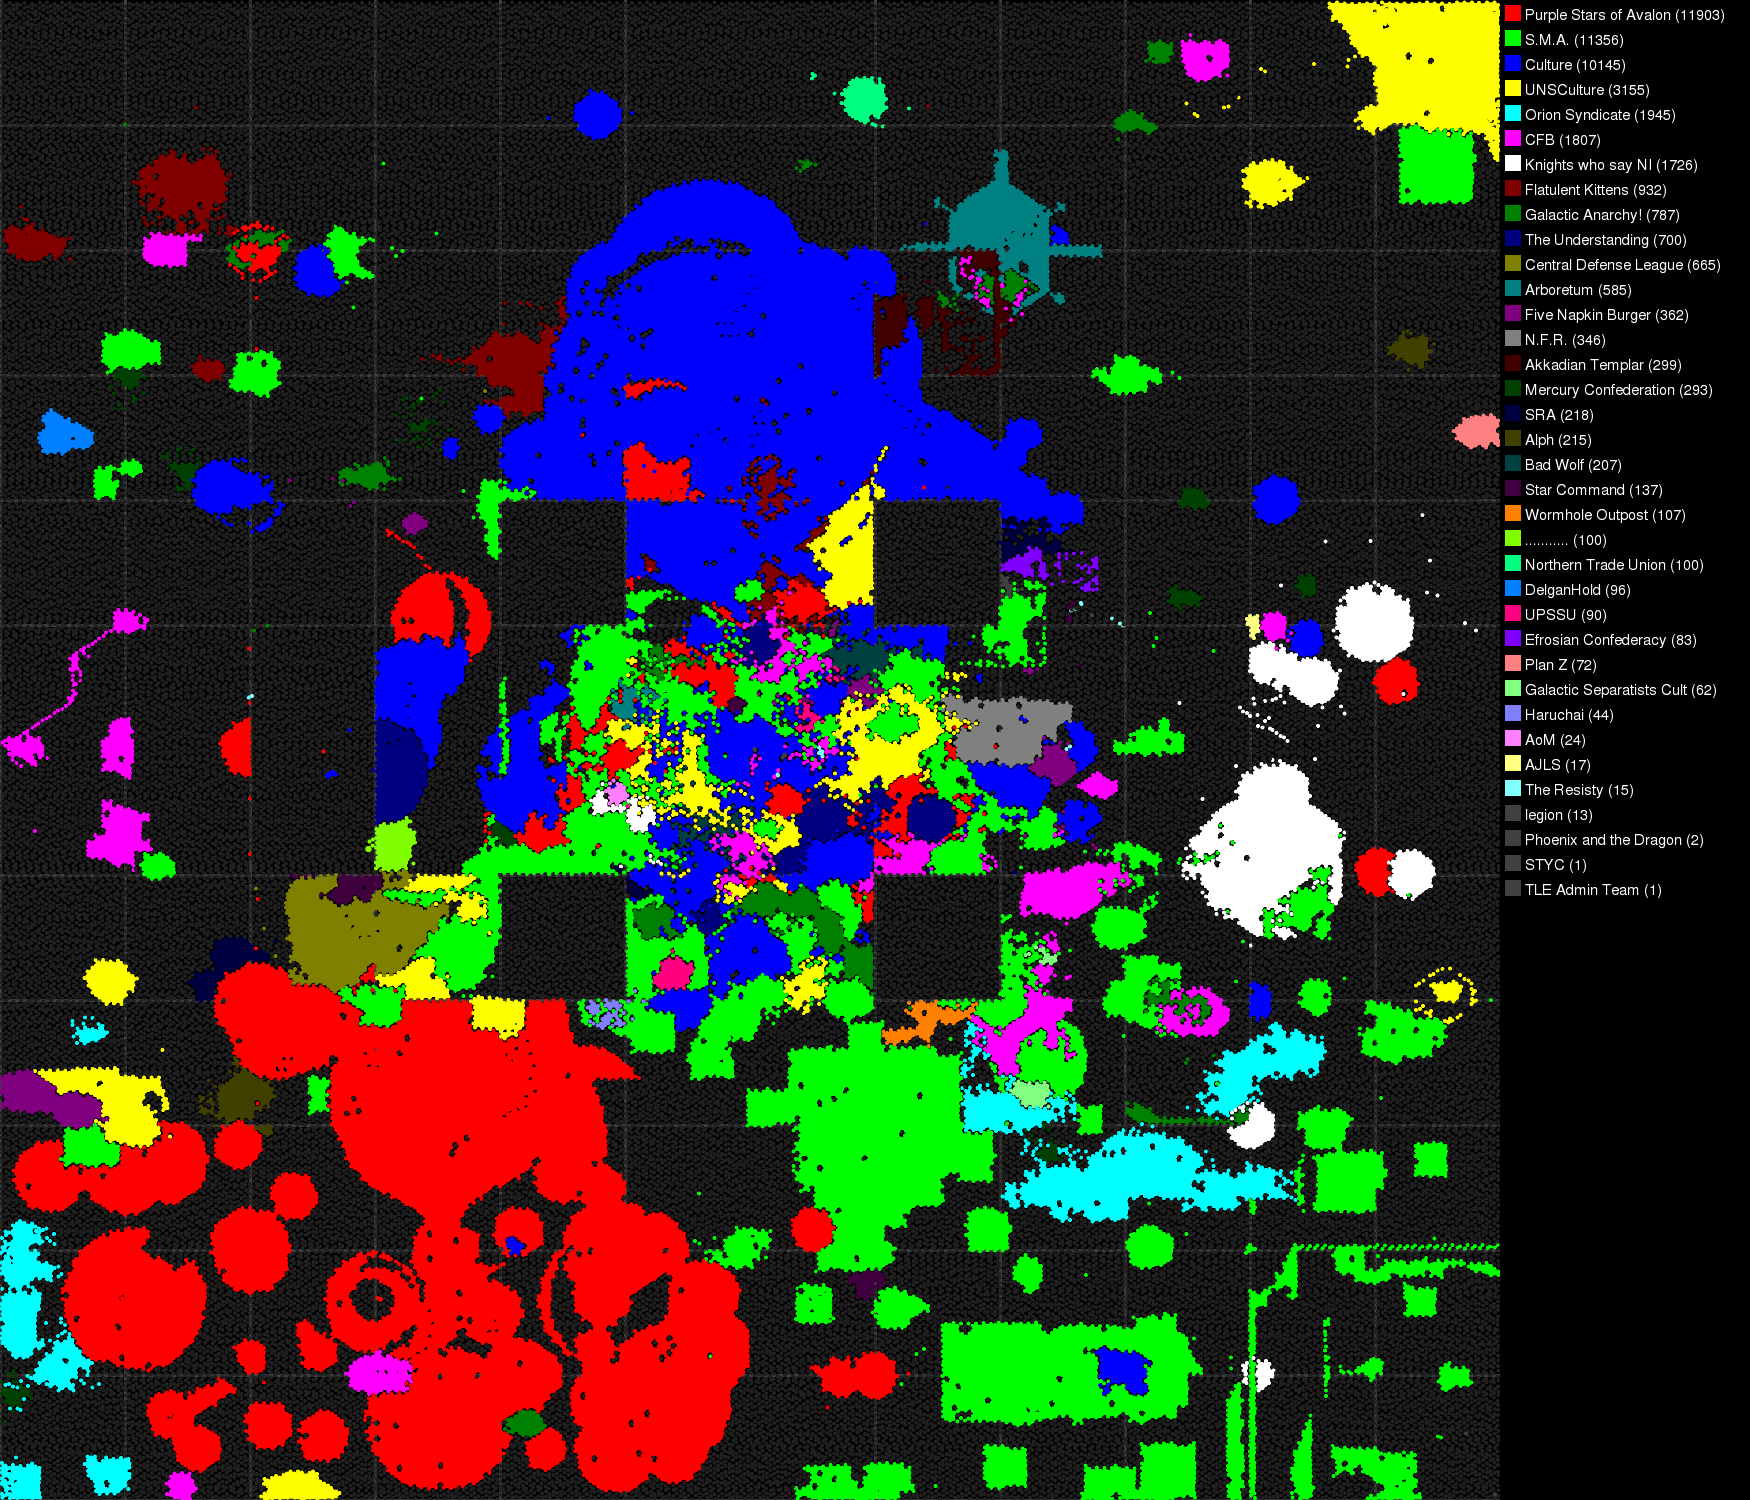 Purple Stars of Avalon (11903)
S.M.A. (11356)
Culture (10145)
UNSCulture (3155)
Orion Syndicate (1945)
CFB (1807)
Knights who say NI (1726)
Flatulent Kittens (932)
Galactic Anarchy! (787)
The Understanding (700)
Central Defense League (665)
Arboretum (585)
Five Napkin Burger (362)
N.F.R. (346)
Akkadian Templar (299)
Mercury Confederation (293)
SRA (218)
Alph (215)
Bad Wolf (207)
Star Command (137)
Wormhole Outpost (107)
........... (100)
Northern Trade Union (100)
DelganHold (96)
UPSSU (90)
Efrosian Confederacy (83)
Plan Z (72)
Galactic Separatists Cult (62)
Haruchai (44)
AoM (24)
AJLS (17)
The Resisty (15)
legion (13)
Phoenix and the Dragon (2)
STYC (1)
TLE Admin Team (1)